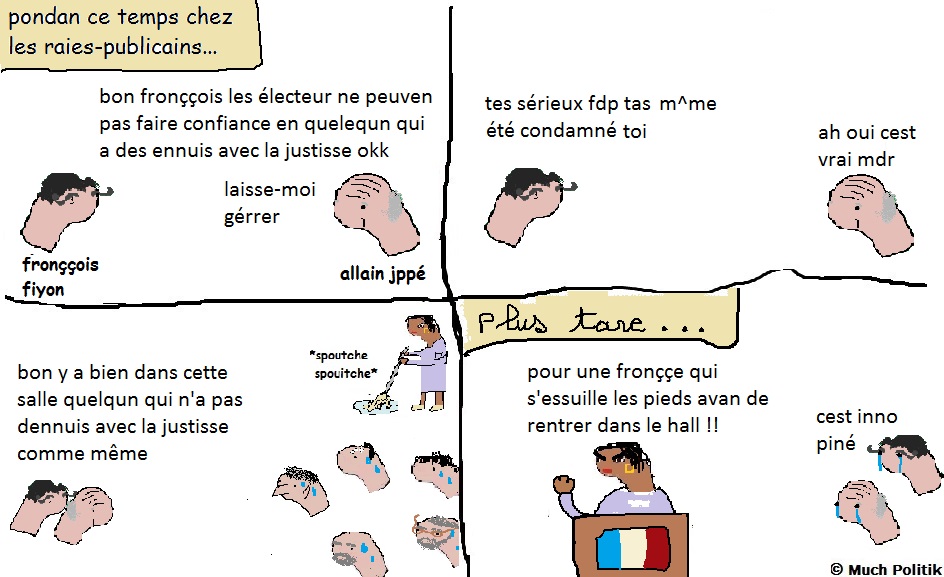 pondan ce temps chez
les raies-publicains...
bon fronççois les électeur ne peuven
pas faire confiance en quelequn qui
a des ennuis avec la justisse okk
laisse-moi
gérrer
fronççois
fiyon
allain jppé
tes sérieux fdp tas m^me
été condamné toi
ah oui cest
vrai mdr
bon y a bien dans cette
salle quelqun qui n'a pas
dennuis avec la justisse
comme même
*spoutche
spouitche*
Plus tare...
pour une fronççe qui
s'essuille les pieds avan de
rentrer dans le hall !!
cest inno
piné
© Much Politik